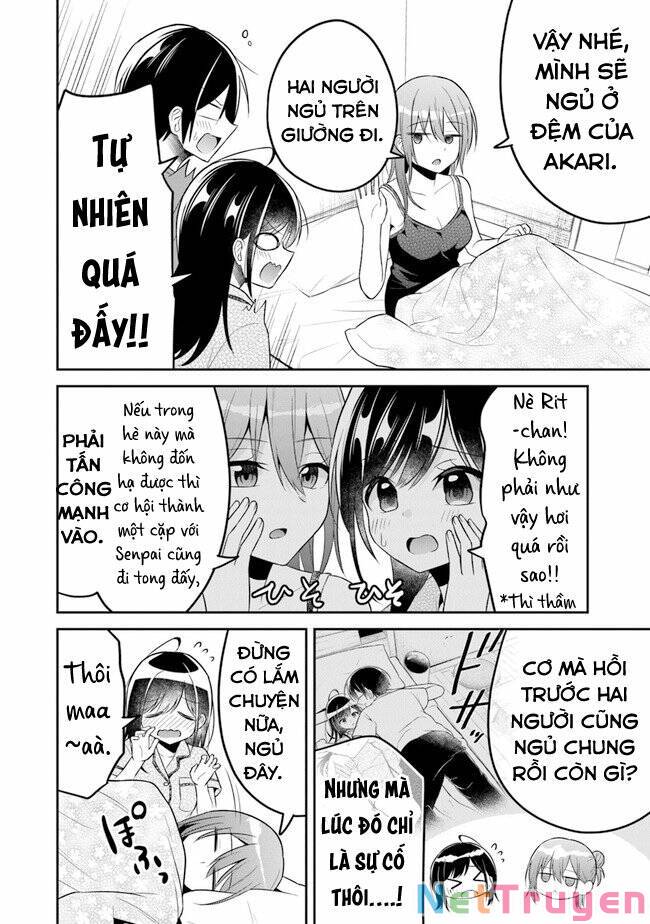 VẬY NHÉ,
MÌNH SẼ
NGỦ Ở
ĐỆM CỦA
AKARI.
HAI NGƯỜI
NGỦ TRÊN
GIƯỜNG ĐI.
TỰ
NHIÊN
QUÁ
ĐẤY!!
Nè Rit
-chan!
Không
phải như
vậy hơi
quá rồi
sao!!
*Thì thầm
Nếu trong
hè này mà
không đốn
hạ được thì
cơ hội thành
một cặp với
Senpai cũng
đi tong đấy,
PHẢI
TẤN
CÔNG
MẠNH
VÀO.
ひそ
ひそ
CƠ MÀ HỒI
TRƯỚC HAI
NGƯỜI CŨNG
NGỦ CHUNG
RỒI CÒN GÌ?
NHƯNG MÀ
LÚC ĐÓ CHỈ
LÀ SỰ CỐ
THÔI.....!
ĐỪNG
CÓ LẮM
CHUYỆN
NỮA,
NGỦ
ĐÂY.
Thôi
maa
~aà.
ぽふっ
NetTruyen